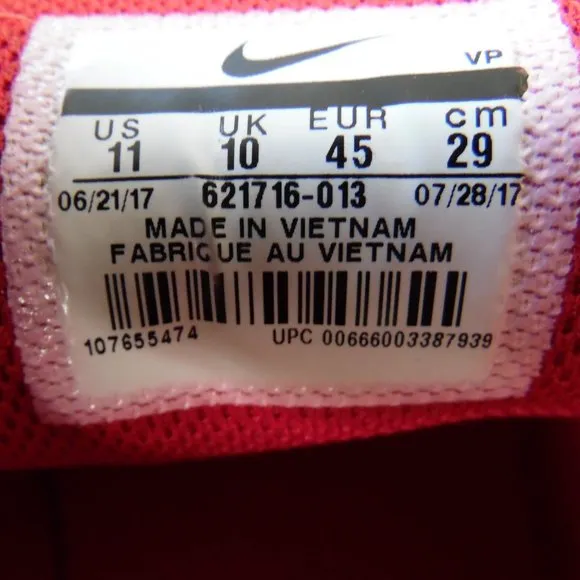 VP
US UK EUR cm
11 10 45 29
06/21/17 621716-013 07/28/17
MADE IN VIETNAM
FABRIQUE AU VIETNAM
107655474 UPC 00666003387939